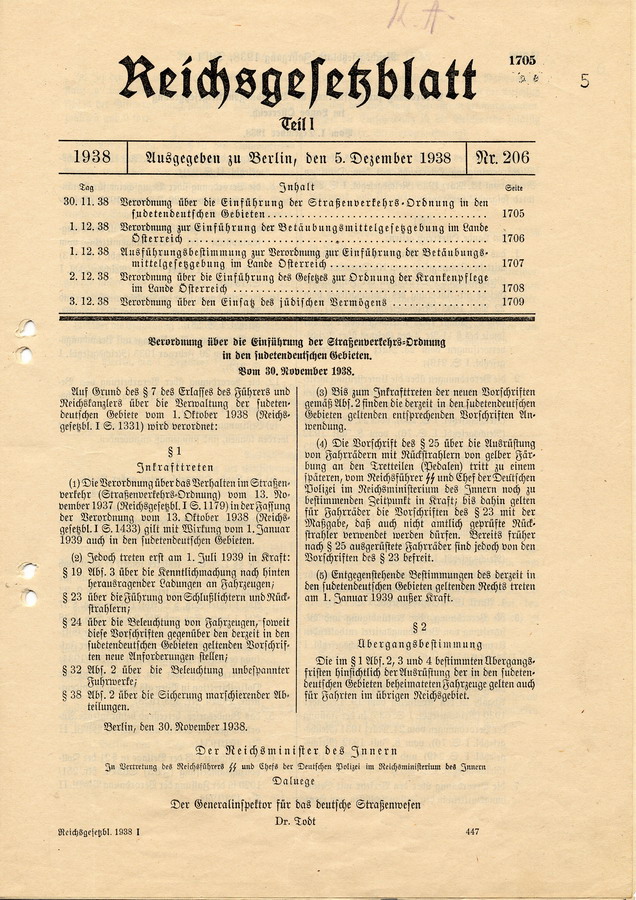 K. A.
1705
5
Reichsgesetzblatt
Teil I
1938 Ausgegeben zu Berlin, den 5. Dezember 1938 Nr. 206
Tag Inhalt Seite
30. 11. 38 Verordnung über die Einführung der Straßenverkehrs-Ordnung in den
sudetendeutschen Gebieten 1705
1. 12. 38 Verordnung zur Einführung der Betäubungsmittelgesetzgebung im Lande
Österreich 1706
1. 12. 38 Ausführungsbestimmung zur Verordnung zur Einführung der Betäubungs-
mittelgesetzgebung im Lande Österreich 1707
2. 12. 38 Verordnung über die Einführung des Gesetzes zur Ordnung der Krankenpflege
im Lande Österreich 1708
3. 12. 38 Verordnung über den Einsatz des jüdischen Vermögens 1709
Verordnung über die Einführung der Straßenverkehrs-Ordnung
in den sudetendeutschen Gebieten.
Vom 30. November 1938.
Auf Grund des § 7 des Erlasses des Führers und
Reichskanzlers über die Verwaltung der sudeten-
deutschen Gebiete vom 1. Oktober 1938 (Reichs-
gesetzbl. I S. 1331) wird verordnet:
§ 1
Inkrafttreten
(1) Die Verordnung über das Verhalten im Straßen-
verkehr (Straßenverkehrs-Ordnung) vom 13. No-
vember 1937 (Reichsgesetzbl. I S. 1179) in der Fassung
der Verordnung vom 13. Oktober 1938 (Reichs-
gesetzbl. I S. 1433) gilt mit Wirkung vom 1. Januar
1939 auch in den sudetendeutschen Gebieten.
(2) Jedoch treten erst am 1. Juli 1939 in Kraft:
§ 19 Abs. 3 über die Kenntlichmachung nach hinten
herausragender Ladungen an Fahrzeugen;
§ 23 über die Führung von Schlußlichtern und Rück-
strahlern;
§ 24 über die Beleuchtung von Fahrzeugen, soweit
diese Vorschriften gegenüber den derzeit in den
sudetendeutschen Gebieten geltenden Vorschrif-
ten neue Anforderungen stellen;
§ 32 Abs. 2 über die Beleuchtung unbespannter
Fuhrwerke;
§ 38 Abs. 2 über die Sicherung marschierender Ab-
teilungen.
(3) Bis zum Inkrafttreten der neuen Vorschriften
gemäß Abs. 2 finden die derzeit in den sudetendeutschen
Gebieten geltenden entsprechenden Vorschriften An-
wendung.
(4) Die Vorschrift des § 25 über die Ausrüstung
von Fahrrädern mit Rückstrahlern von gelber Fär-
bung an den Tretteilen (Pedalen) tritt zu einem
späteren, vom Reichsführer SS und Chef der Deutschen
Polizei im Reichsministerium des Innern noch zu
bestimmenden Zeitpunkt in Kraft; bis dahin gelten
für Fahrräder die Vorschriften des § 23 mit der
Maßgabe, daß auch nicht amtlich geprüfte Rück-
strahler verwendet werden dürfen. Bereits früher
nach § 25 ausgerüstete Fahrräder sind jedoch von den
Vorschriften des § 23 befreit.
(5) Entgegenstehende Bestimmungen des derzeit in
den sudetendeutschen Gebieten geltenden Rechts treten
am 1. Januar 1939 außer Kraft.
§ 2
Übergangsbestimmung
Die im § 1 Abs. 2, 3 und 4 bestimmten Übergangs-
fristen hinsichtlich der Ausrüstung der in den sudeten-
deutschen Gebieten beheimateten Fahrzeuge gelten auch
für Fahrten im übrigen Reichsgebiet.
Berlin, den 30. November 1938.
Der Reichsminister des Innern
In Vertretung des Reichsführers SS und Chefs der Deutschen Polizei im Reichsministerium des Innern
Daluege
Der Generalinspektor für das deutsche Straßenwesen
Dr. Todt
Reichsgesetzbl. 1938 I 447